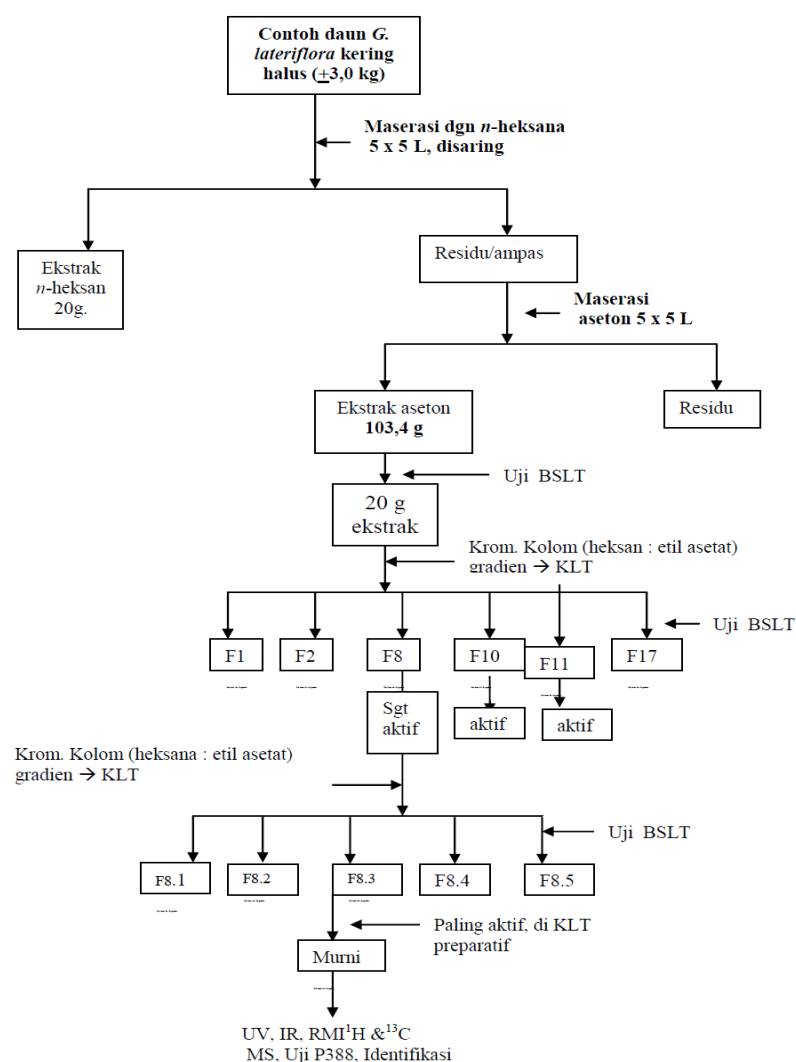 Contoh daun G.
lateriflora kering
halus (±3,0 kg)
Maserasi dgn n-heksana
5 x 5 L, disaring
Ekstrak
n-heksan
20g.
Residu/ampas
Maserasi
aseton 5 x 5 L
Ekstrak aseton
103,4 g
Residu
Uji BSLT
20 g
ekstrak
Krom. Kolom (heksan : etil asetat)
gradien → KLT
Uji BSLT
F1
F2
F8
F10
F11
F17
Sgt
aktif
aktif
aktif
Krom. Kolom (heksana : etil asetat)
gradien → KLT
Uji BSLT
F8.1
F8.2
F8.3
F8.4
F8.5
Paling aktif, di KLT
preparatif
Murni
UV, IR, RMI¹H &¹³C
MS, Uji P388, Identifikasi